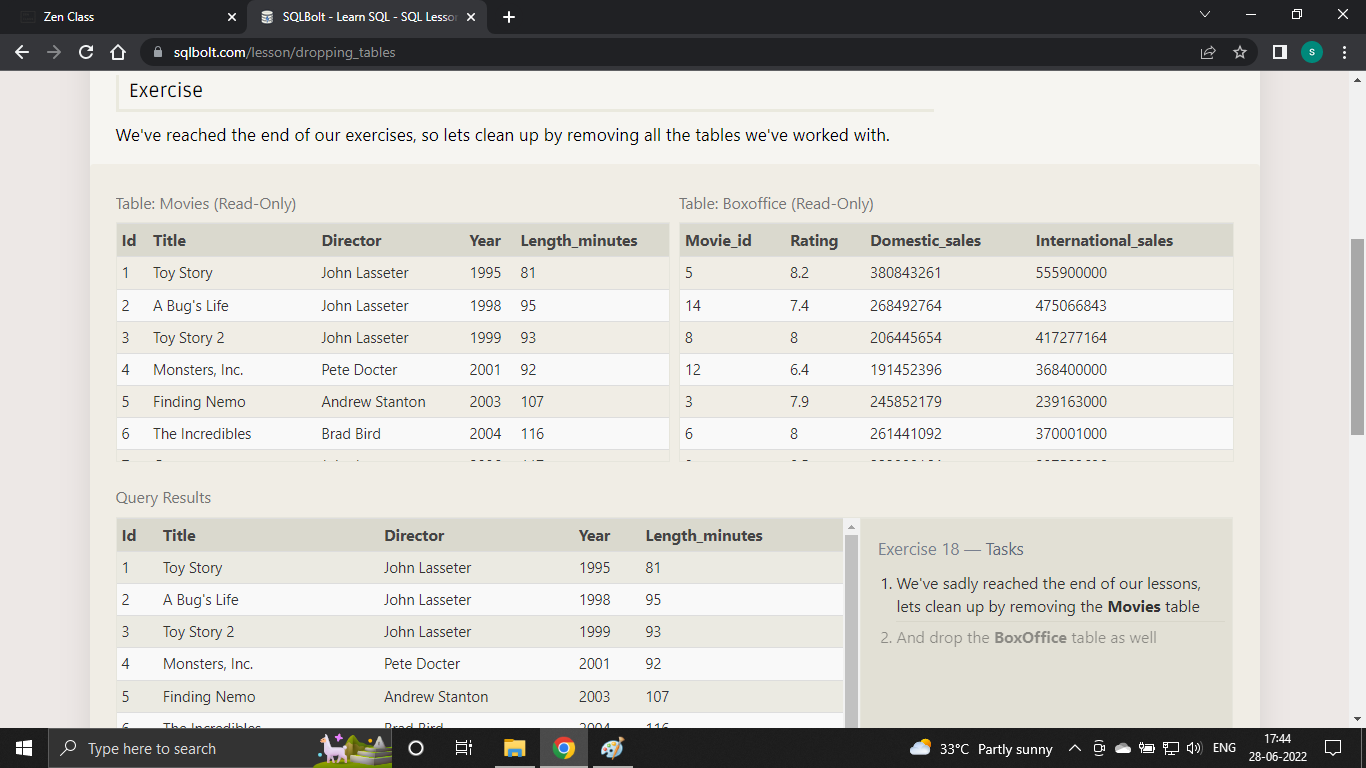 Zen Class
SQLBolt - Learn SQL - SQL Lesson
sqlbolt.com/lesson/dropping_tables
S
Exercise
We've reached the end of our exercises, so lets clean up by removing all the tables we've worked with.
Table: Movies (Read-Only)
Id Title Director Year Length_minutes
1 Toy Story John Lasseter 1995 81
2 A Bug's Life John Lasseter 1998 95
3 Toy Story 2 John Lasseter 1999 93
4 Monsters, Inc. Pete Docter 2001 92
5 Finding Nemo Andrew Stanton 2003 107
6 The Incredibles Brad Bird 2004 116
Table: Boxoffice (Read-Only)
Movie_id Rating Domestic_sales International_sales
5 8.2 380843261 555900000
14 7.4 268492764 475066843
8 8 206445654 417277164
12 6.4 191452396 368400000
3 7.9 245852179 239163000
6 8 261441092 370001000
Query Results
Id Title Director Year Length_minutes
1 Toy Story John Lasseter 1995 81
2 A Bug's Life John Lasseter 1998 95
3 Toy Story 2 John Lasseter 1999 93
4 Monsters, Inc. Pete Docter 2001 92
5 Finding Nemo Andrew Stanton 2003 107
6 The Incredibles Brad Bird 2004 116
Exercise 18 — Tasks
1. We've sadly reached the end of our lessons,
lets clean up by removing the Movies table
2. And drop the BoxOffice table as well
Type here to search
33°C Partly sunny
ENG
17:44
28-06-2022